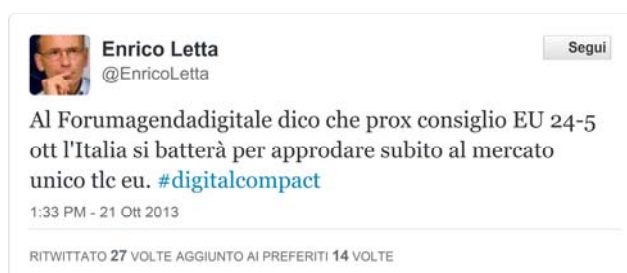 Enrico Letta
Segui
@EnricoLetta
Al Forumagendadigitale dico che prox consiglio EU 24-5
ott l'Italia si batterà per approdare subito al mercato
unico tlc eu. #digitalcompact
1:33 PM - 21 Ott 2013
RITWITTATO 27 VOLTE AGGIUNTO AI PREFERITI 14 VOLTE